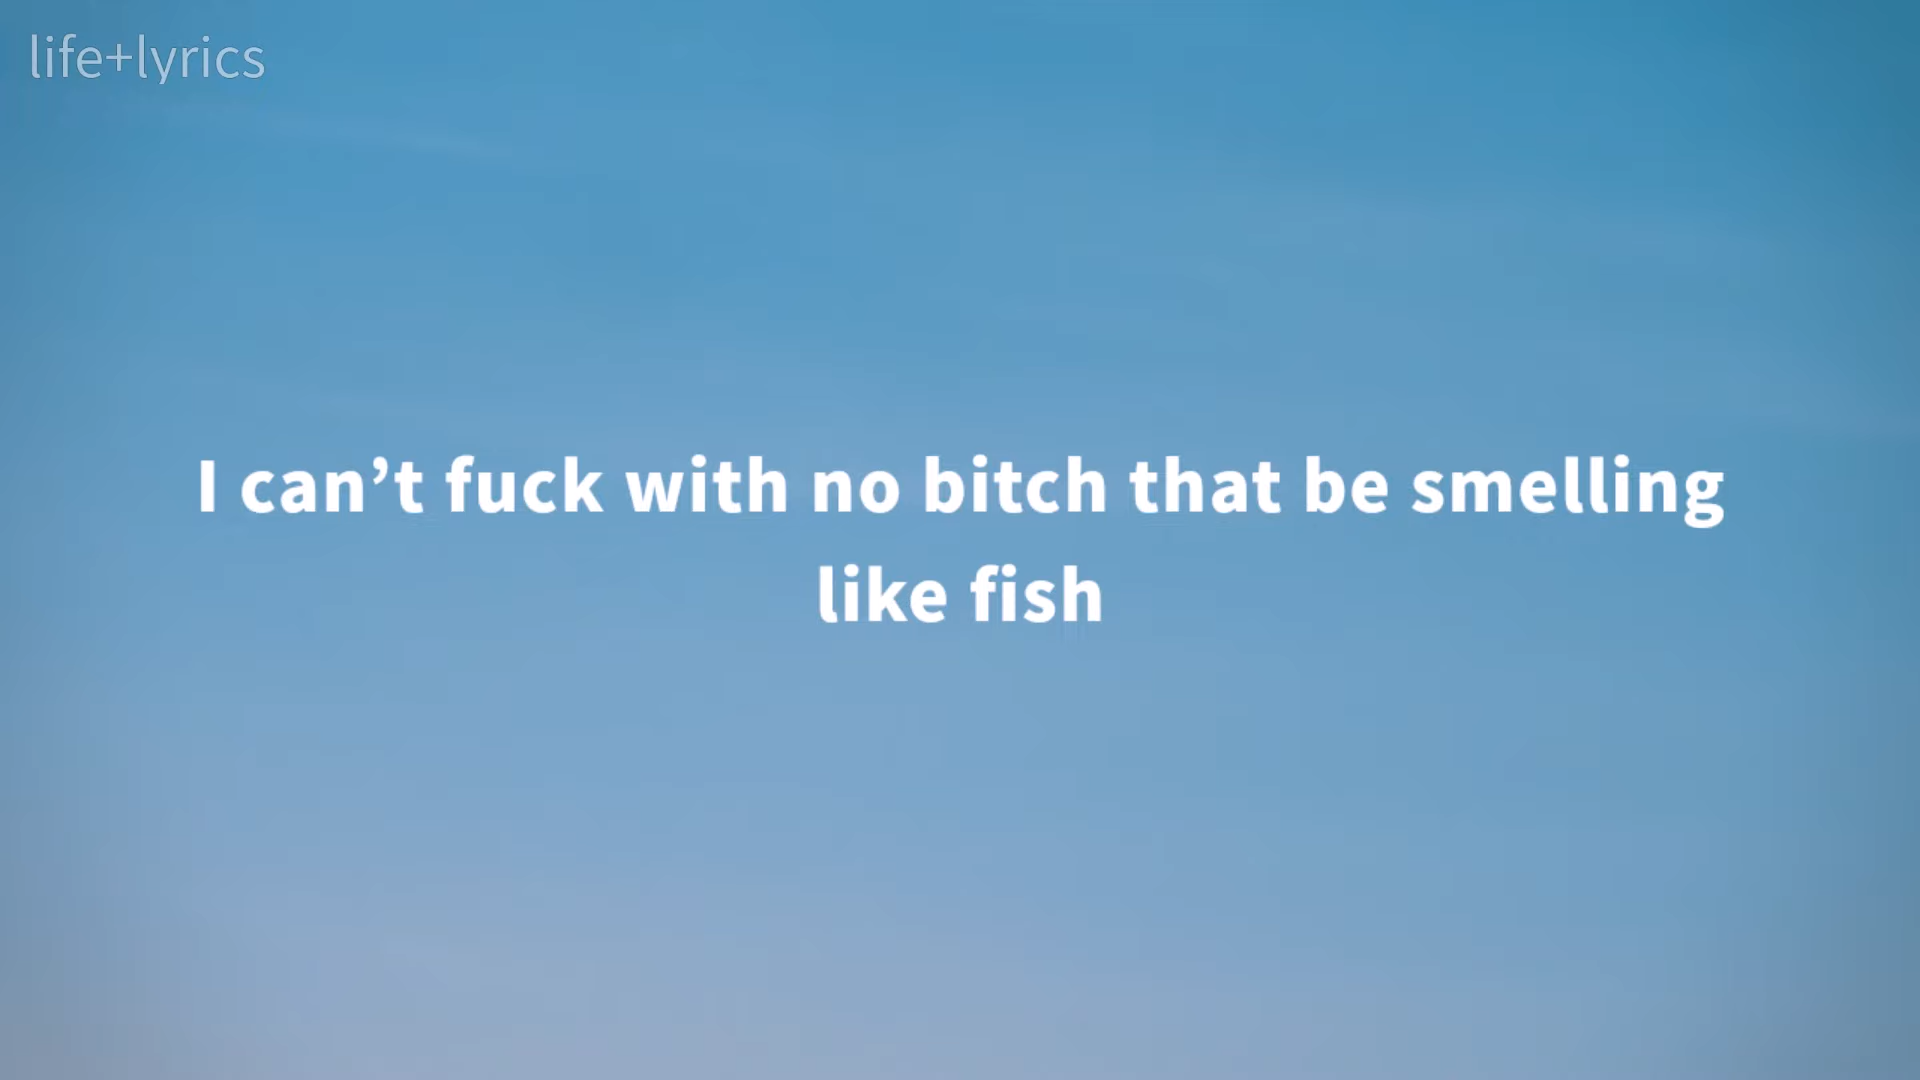 life+lyrics
I can’t fuck with no bitch that be smelling
like fish